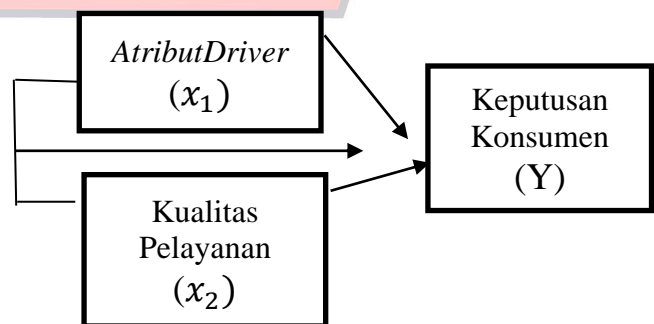 AtributDriver
(x₁)
Keputusan
Konsumen
(Y)
Kualitas
Pelayanan
(x₂)